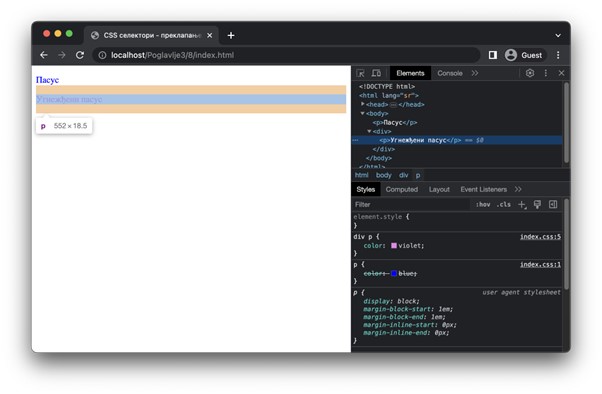 CSS селектори - преклапањ
localhost/Poglavlje3/8/index.html
Guest
Пасус
Угнежђени пасус
p 552 × 18.5
Elements
Console
<!DOCTYPE html>
<html lang="sr">
<head> ⋯ </head>
<body>
<p>Пасус</p>
<div>
<p>Угнежђени пасус</p> == $0
</div>
</body>
</html>
html body div p
Styles Computed Layout Event Listeners
Filter :hov .cls
element.style {
}
div p { index.css:5
color: violet;
}
p { index.css:1
color: blue;
}
p { user agent stylesheet
display: block;
margin-block-start: 1em;
margin-block-end: 1em;
margin-inline-start: 0px;
margin-inline-end: 0px;
}